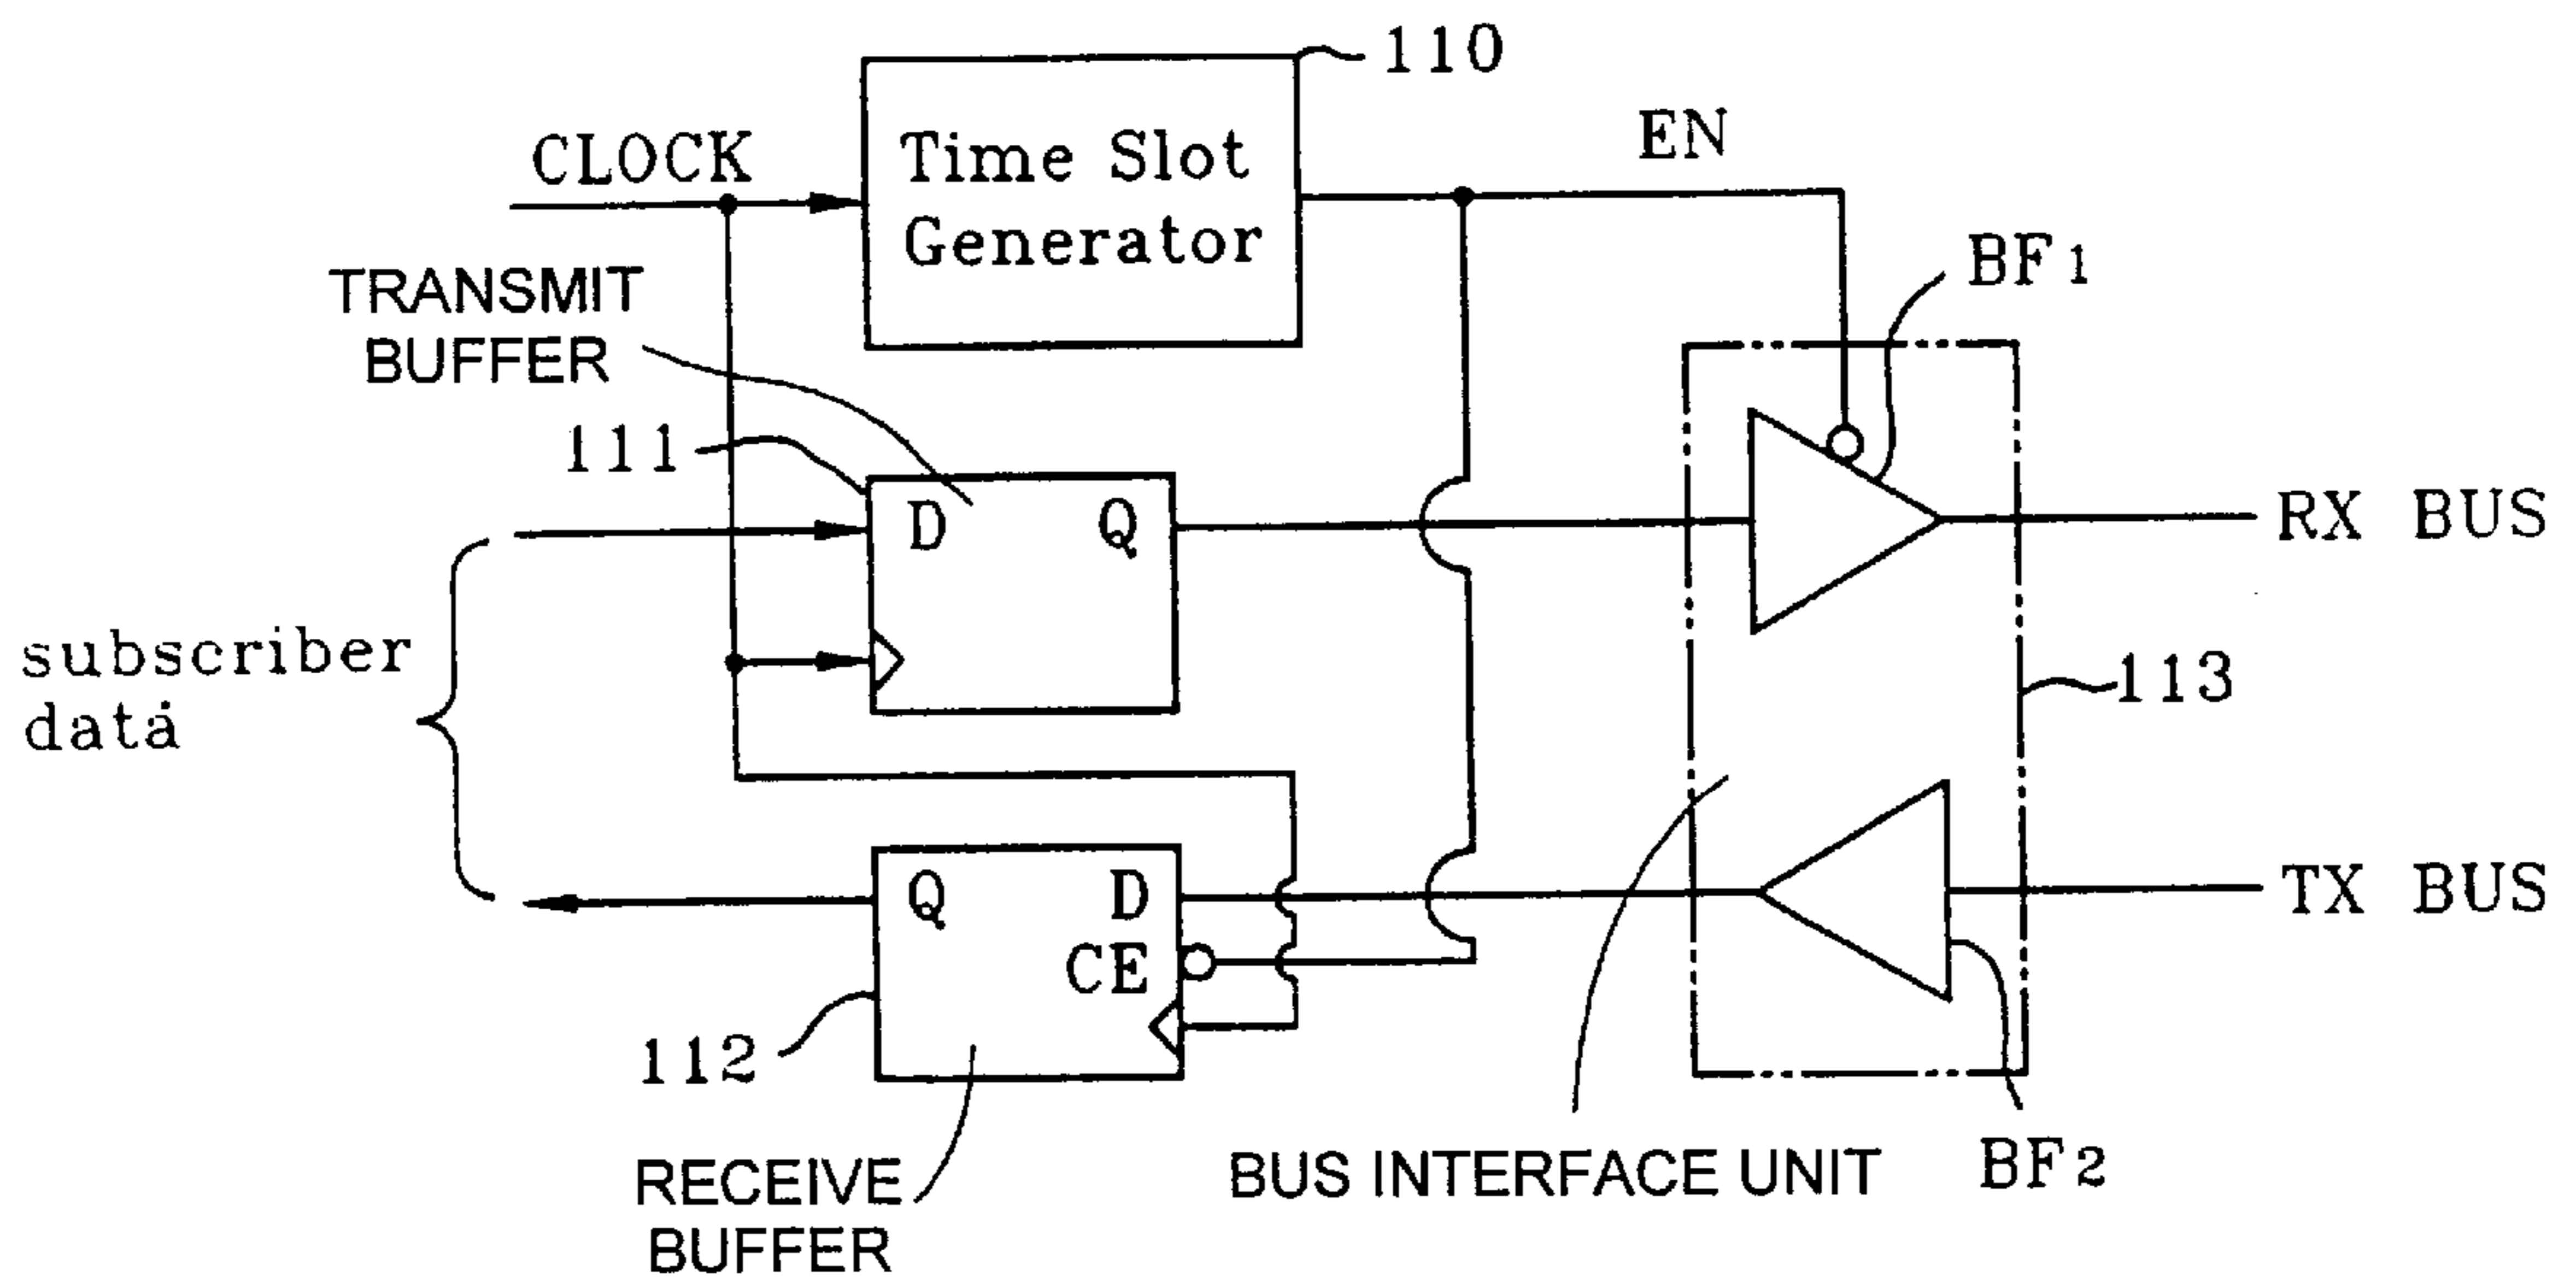 110
CLOCK
Time Slot
Generator
EN
BF1
TRANSMIT
BUFFER
111
D
Q
RX BUS
subscriber
data
113
Q
D
CE
TX BUS
112
RECEIVE
BUFFER
BUS INTERFACE UNIT
BF2